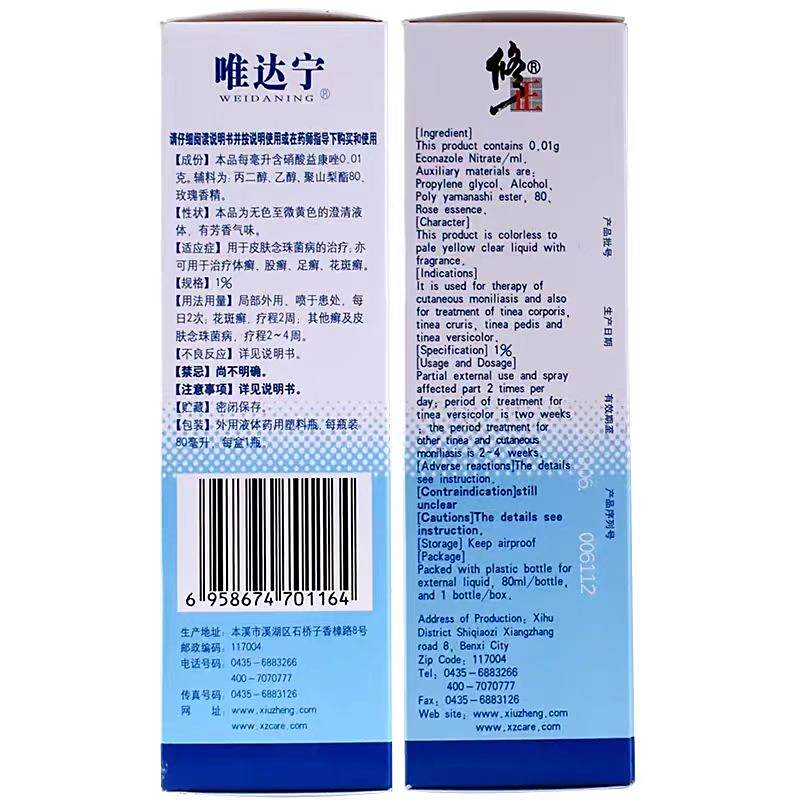 唯达宁
WEIDANING®
请仔细阅读说明书并按说明使用或在药师指导下购买和使用
【成份】本品每毫升含硝酸益康唑0.01
克。辅料为：丙二醇、乙醇、聚山梨酯80、
玫瑰香精。
【性状】本品为无色至微黄色的澄清液
体，有芳香气味。
【适应症】用于皮肤念珠菌病的治疗；亦
可用于治疗体癣、股癣、足癣、花斑癣。
【规格】1%
【用法用量】局部外用，喷于患处，每
日2次；花斑癣，疗程2周；其他癣及皮
肤念珠菌病，疗程2~4周。
【不良反应】详见说明书。
【禁忌】尚不明确。
【注意事项】详见说明书。
【贮藏】密闭保存。
【包装】外用液体药用塑料瓶，每瓶装
80毫升，每盒1瓶。
6 958674 701164
生产地址：本溪市溪湖区石桥子香樟路8号
邮政编码：117004
电话号码：0435-6883266
400-7070777
传真号码：0435-6883126
网 址：www.xiuzheng.com
www.xzcare.com
修正®
[Ingredient]
This product contains 0.01g
Econazole Nitrate/ml.
Auxiliary materials are:
Propylene glycol, Alcohol,
Poly yamanashi ester, 80,
Rose essence.
[Character]
This product is colorless to
pale yellow clear liquid with
fragrance.
[Indications]
It is used for therapy of
cutaneous moniliasis and also
for treatment of tinea corporis,
tinea cruris, tinea pedis and
tinea versicolor.
[Specification] 1%
[Usage and Dosage]
Partial external use and spray
affected part 2 times per
day; period of treatment for
tinea versicolor is two weeks
; the period treatment for
other tinea and cutaneous
moniliasis is 2~4 weeks.
[Adverse reactions]The details
see instruction.
[Contraindication]still
unclear
[Cautions]The details see
instruction.
[Storage] Keep airproof
[Package]
Packed with plastic bottle for
external liquid, 80ml/bottle,
and 1 bottle/box.
Address of Production: Xihu
District Shiqiaozi Xiangzhang
road 8, Benxi City
Zip Code: 117004
Tel: 0435-6883266
400-7070777
Fax: 0435-6883126
Web site: www.xiuzheng.com
www.xzcare.com
产品批号
生产日期
有效期至
产品序列号
006112